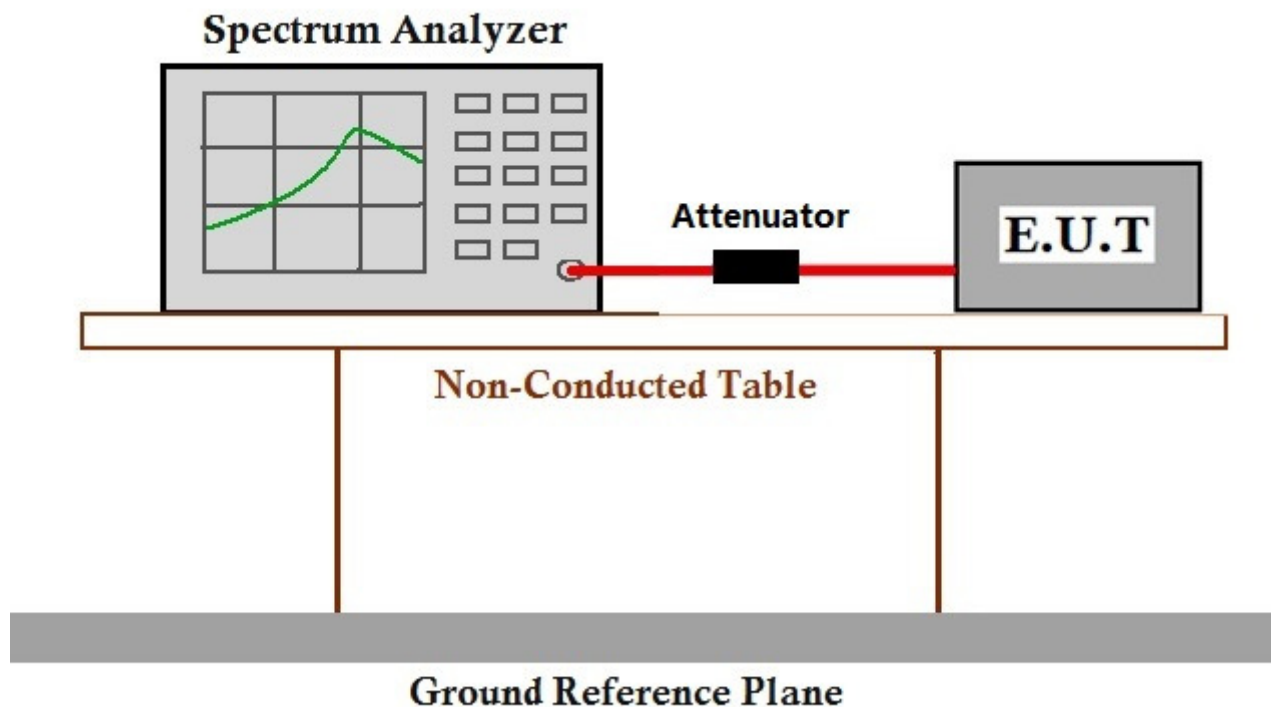 Spectrum Analyzer
Attenuator
E.U.T
Non-Conducted Table
Ground Reference Plane